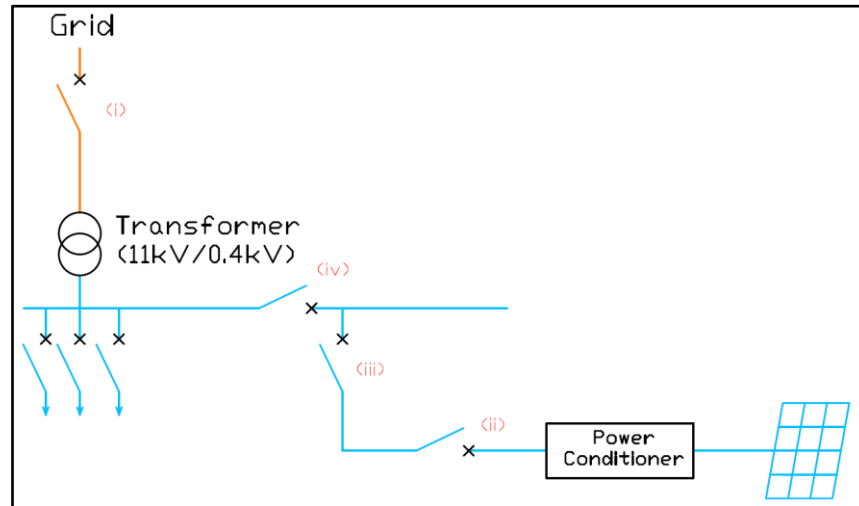 Grid
(i)
Transformer
(11kV/0.4kV)
(iv)
(iii)
(ii)
Power
Conditioner